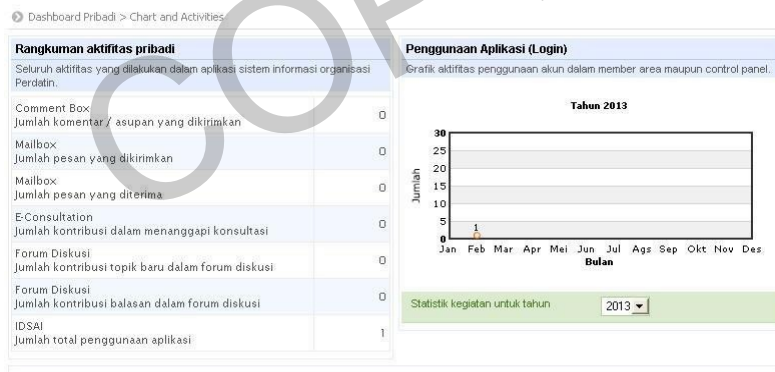 Dashboard Pribadi > Chart and Activities
Rangkuman aktifitas pribadi
Seluruh aktifitas yang dilakukan dalam aplikasi sistem informasi organisasi
Perdatin.
Comment Box
Jumlah komentar / asupan yang dikirimkan
0
Mailbox
Jumlah pesan yang dikirimkan
0
Mailbox
Jumlah pesan yang diterima
0
E-Consultation
Jumlah kontribusi dalam menanggapi konsultasi
0
Forum Diskusi
Jumlah kontribusi topik baru dalam forum diskusi
0
Forum Diskusi
Jumlah kontribusi balasan dalam forum diskusi
0
IDSAI
Jumlah total penggunaan aplikasi
1
Penggunaan Aplikasi (Login)
Grafik aktifitas penggunaan akun dalam member area maupun control panel.
Tahun 2013
Jumlah
30
25
20
15
10
5
0
1
Jan Feb Mar Apr Mei Jun Jul Ags Sep Okt Nov Des
Bulan
Statistik kegiatan untuk tahun 2013